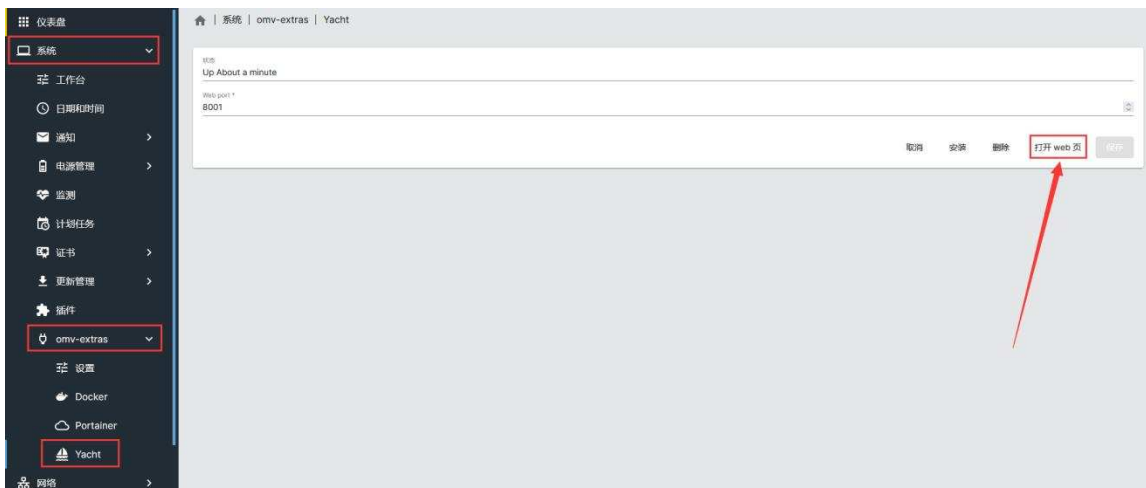 仪表盘
系统
工作台
日期和时间
通知
电源管理
监测
计划任务
证书
更新管理
插件
omv-extras
设置
Docker
Portainer
Yacht
网络
系统 | omv-extras | Yacht
状态
Up About a minute
Web port *
8001
取消 安装 删除 打开 web 页 保存